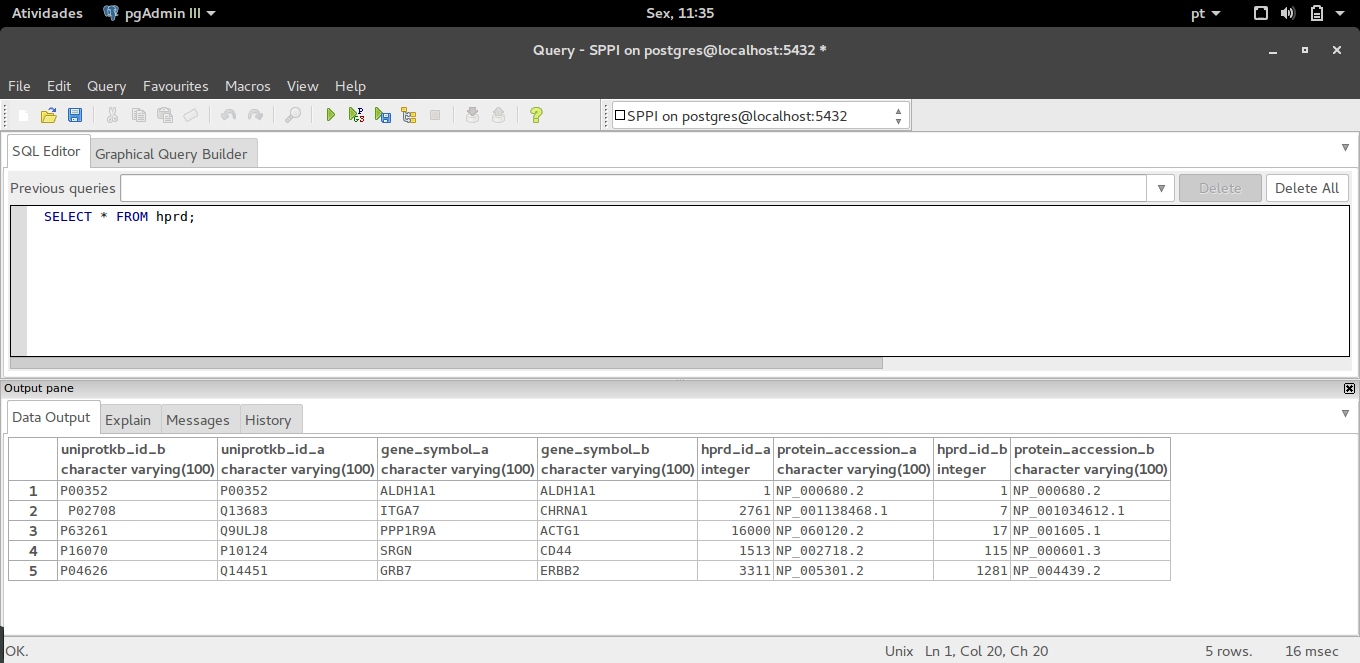 Atividades pgAdmin III Sex, 11:35 pt
Query - SPPI on postgres@localhost:5432 *
File Edit Query Favourites Macros View Help
SPPI on postgres@localhost:5432
SQL Editor Graphical Query Builder
Previous queries Delete Delete All
SELECT * FROM hprd;
Output pane
Data Output Explain Messages History
uniprotkb_id_b uniprotkb_id_a gene_symbol_a gene_symbol_b hprd_id_a protein_accession_a hprd_id_b protein_accession_b
character varying(100) character varying(100) character varying(100) character varying(100) integer character varying(100) integer character varying(100)
1 P00352 P00352 ALDH1A1 ALDH1A1 1 NP_000680.2 1 NP_000680.2
2 P02708 Q13683 ITGA7 CHRNA1 2761 NP_001138468.1 7 NP_001034612.1
3 P63261 Q9ULJ8 PPP1R9A ACTG1 16000 NP_060120.2 17 NP_001605.1
4 P16070 P10124 SRGN CD44 1513 NP_002718.2 115 NP_000601.3
5 P04626 Q14451 GRB7 ERBB2 3311 NP_005301.2 1281 NP_004439.2
OK. Unix Ln 1, Col 20, Ch 20 5 rows. 16 msec